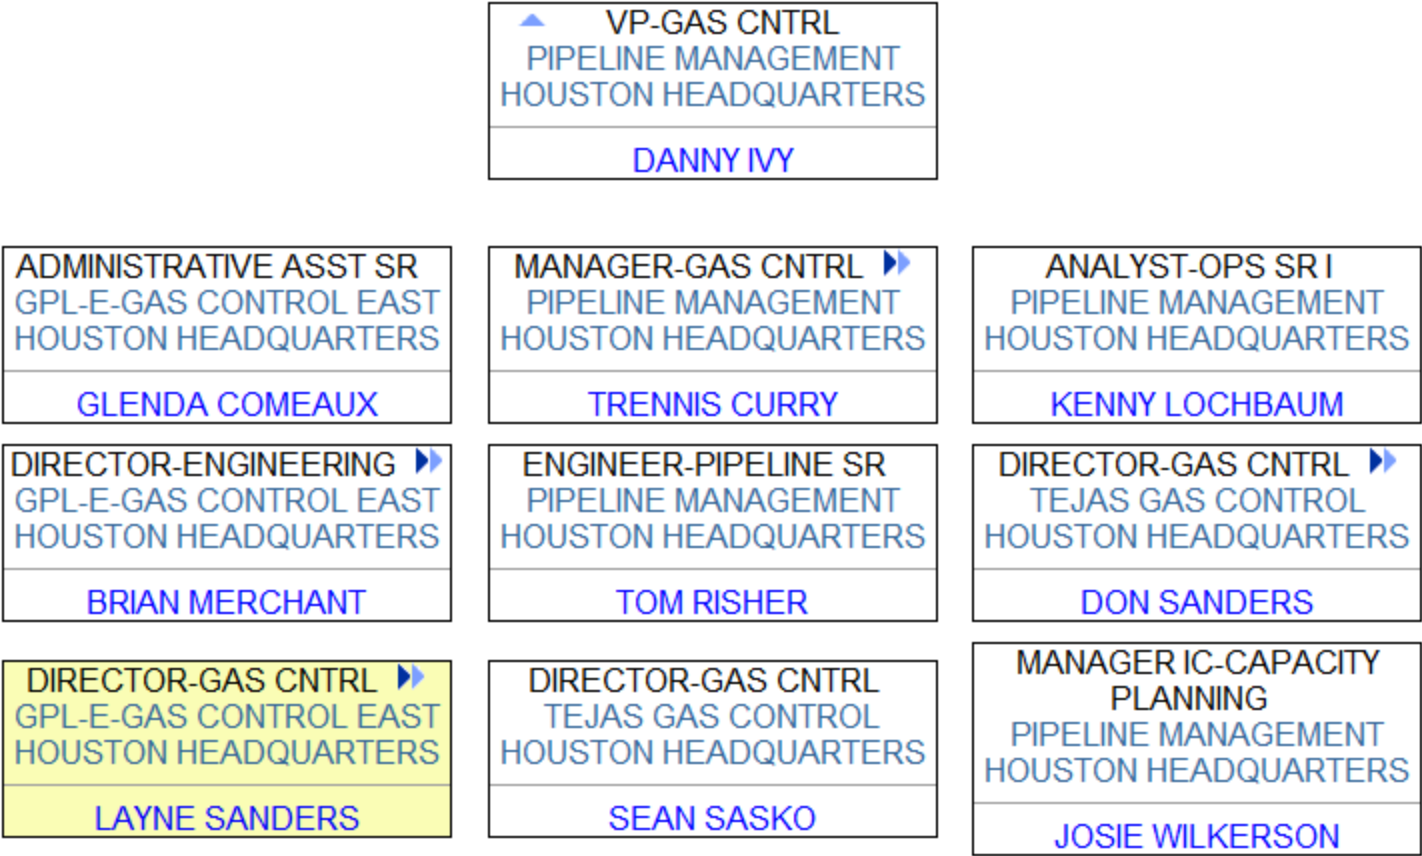 VP-GAS CNTRL
PIPELINE MANAGEMENT
HOUSTON HEADQUARTERS
DANNY IVY
ADMINISTRATIVE ASST SR
GPL-E-GAS CONTROL EAST
HOUSTON HEADQUARTERS
GLENDA COMEAUX
MANAGER-GAS CNTRL
PIPELINE MANAGEMENT
HOUSTON HEADQUARTERS
TRENNIS CURRY
ANALYST-OPS SR I
PIPELINE MANAGEMENT
HOUSTON HEADQUARTERS
KENNY LOCHBAUM
DIRECTOR-ENGINEERING
GPL-E-GAS CONTROL EAST
HOUSTON HEADQUARTERS
BRIAN MERCHANT
ENGINEER-PIPELINE SR
PIPELINE MANAGEMENT
HOUSTON HEADQUARTERS
TOM RISHER
DIRECTOR-GAS CNTRL
TEJAS GAS CONTROL
HOUSTON HEADQUARTERS
DON SANDERS
DIRECTOR-GAS CNTRL
GPL-E-GAS CONTROL EAST
HOUSTON HEADQUARTERS
LAYNE SANDERS
DIRECTOR-GAS CNTRL
TEJAS GAS CONTROL
HOUSTON HEADQUARTERS
SEAN SASKO
MANAGER IC-CAPACITY
PLANNING
PIPELINE MANAGEMENT
HOUSTON HEADQUARTERS
JOSIE WILKERSON